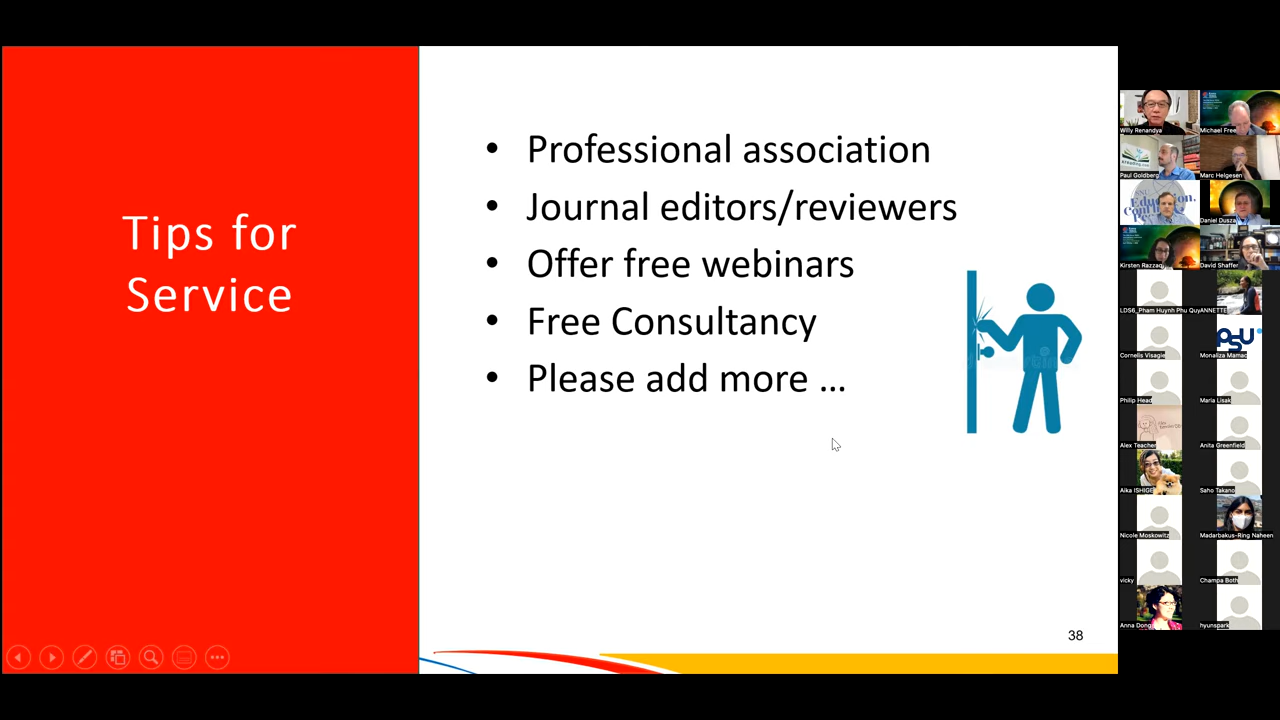 Tips for
Service
• Professional association
• Journal editors/reviewers
• Offer free webinars
• Free Consultancy
• Please add more ...
38
Willy Renandya
Michael Free
Paul Goldberg
Marc Helgesen
Daniel Dusza
Kirsten Razzaq
David Shaffer
LDS6_Pham Huynh Phu Quy
ANNETTE
Cornelis Visagie
psu
Monaliza Mamac
Philip Head
Maria Lisak
Alex Teacher
Anita Greenfield
Aika ISHIGE
Saho Takano
Nicole Moskowitz
Madarbakus-Ring Naheen
vicky
Champa Both
Anna Dong
hyunspark